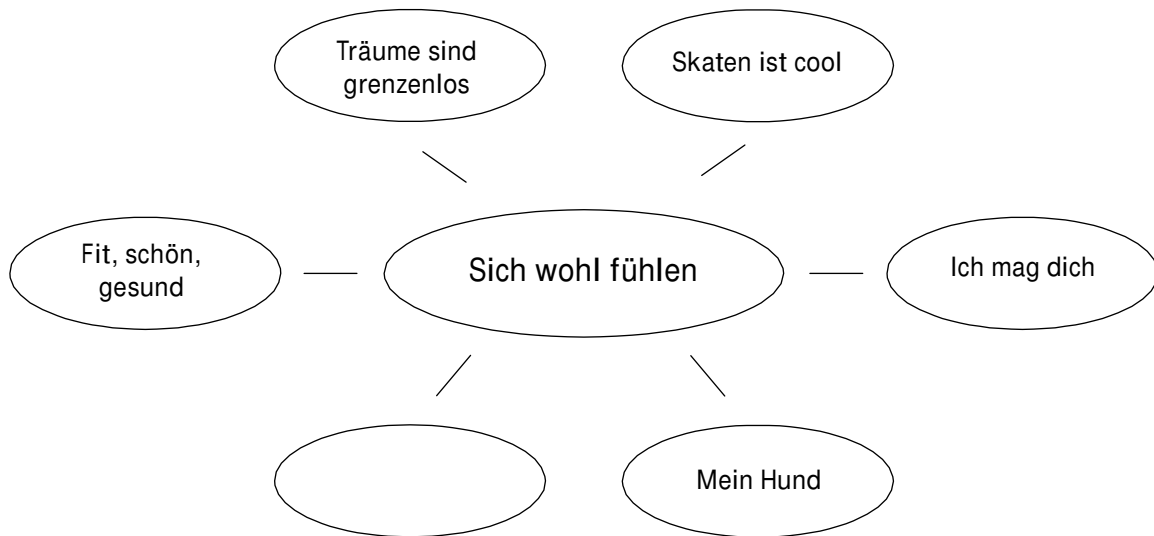 Träume sind
grenzenlos
Skaten ist cool
Fit, schön,
gesund
Sich wohl fühlen
Ich mag dich
Mein Hund